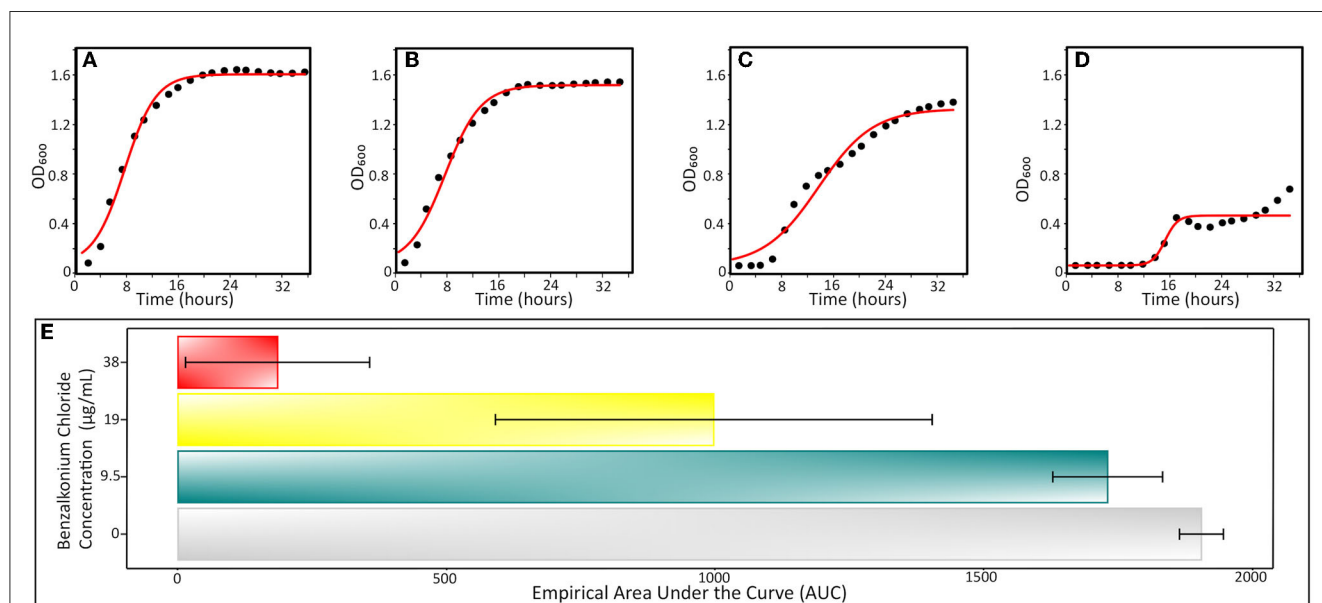 A
1.6
1.2
0.8
0.4
0
OD₆₀₀
0 8 16 24 32
Time (hours)
B
1.6
1.2
0.8
0.4
0
OD₆₀₀
0 8 16 24 32
Time (hours)
C
1.6
1.2
0.8
0.4
0
OD₆₀₀
0 8 16 24 32
Time (hours)
D
1.6
1.2
0.8
0.4
0
OD₆₀₀
0 8 16 24 32
Time (hours)
E
Benzalkonium Chloride
Concentration (µg/mL)
38
19
9.5
0
0 500 1000 1500 2000
Empirical Area Under the Curve (AUC)